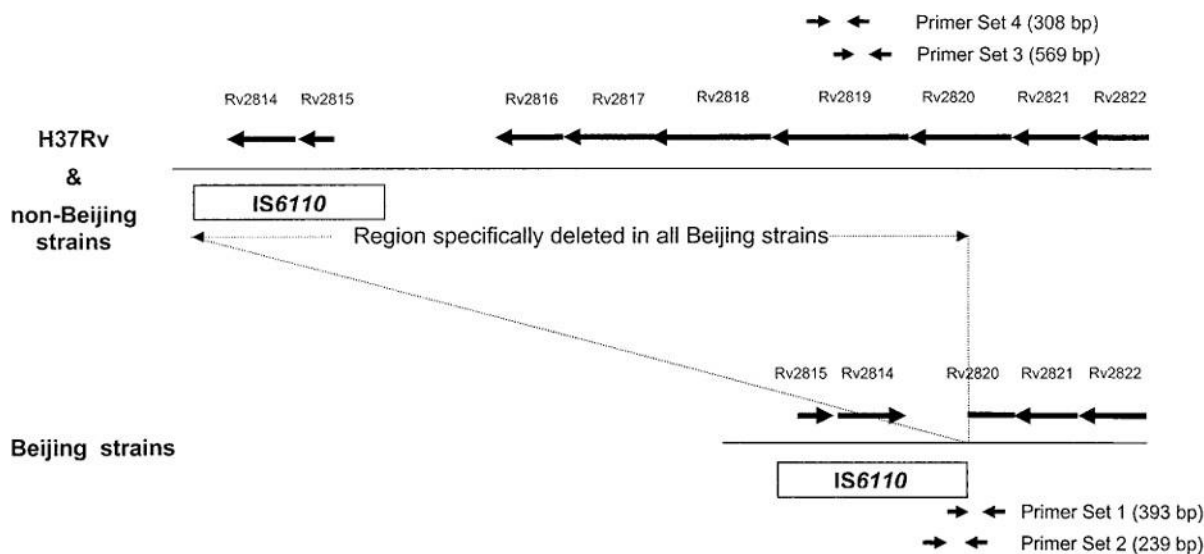 Primer Set 4 (308 bp)
Primer Set 3 (569 bp)
Rv2814 Rv2815 Rv2816 Rv2817 Rv2818 Rv2819 Rv2820 Rv2821 Rv2822
H37Rv
&
non-Beijing
strains
IS6110
Region specifically deleted in all Beijing strains
Rv2815 Rv2814 Rv2820 Rv2821 Rv2822
Beijing strains
IS6110
Primer Set 1 (393 bp)
Primer Set 2 (239 bp)